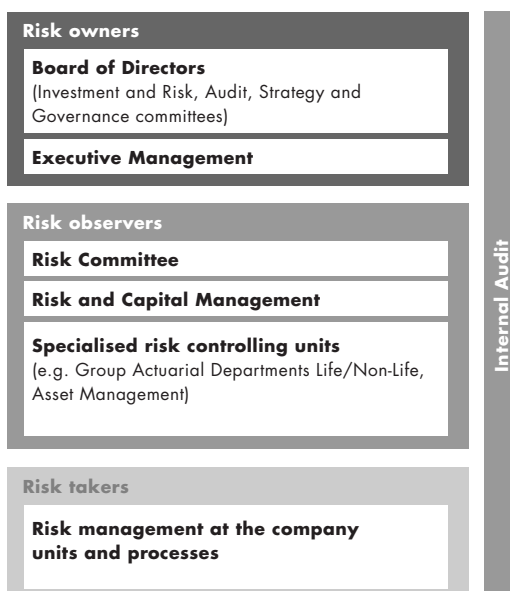 Risk owners
Board of Directors
(Investment and Risk, Audit, Strategy and
Governance committees)
Executive Management
Risk observers
Risk Committee
Risk and Capital Management
Specialised risk controlling units
(e.g. Group Actuarial Departments Life/Non-Life,
Asset Management)
Risk takers
Risk management at the company
units and processes
Internal Audit